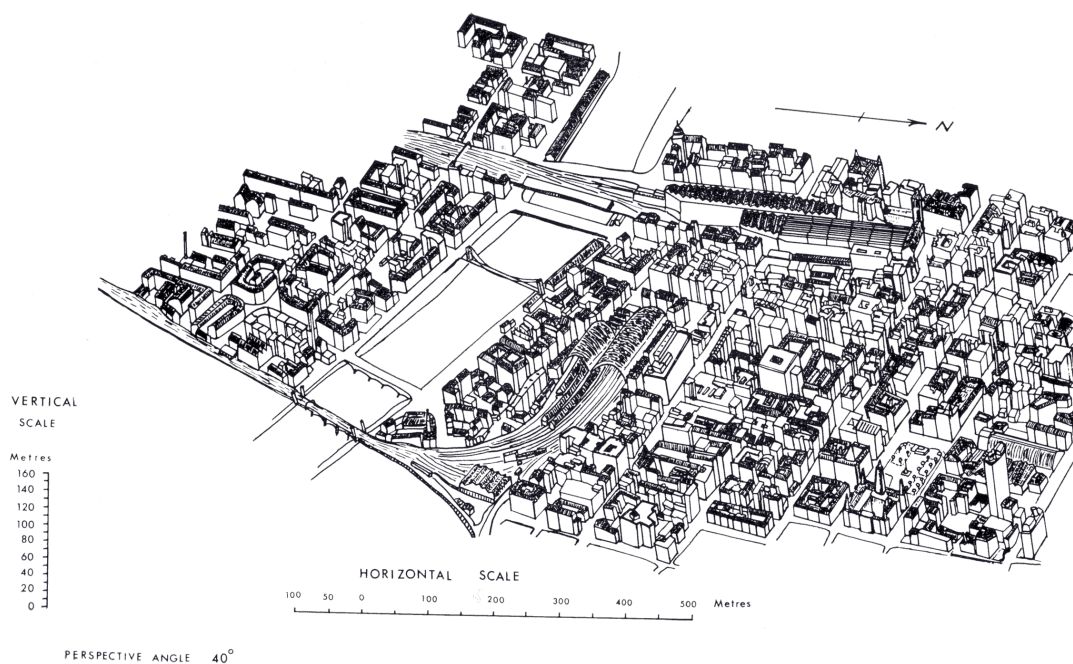 N
VERTICAL
SCALE
Metres
160
140
120
100
80
60
40
20
0
HORIZONTAL SCALE
100 50 0 100 200 300 400 500 Metres
PERSPECTIVE ANGLE 40°